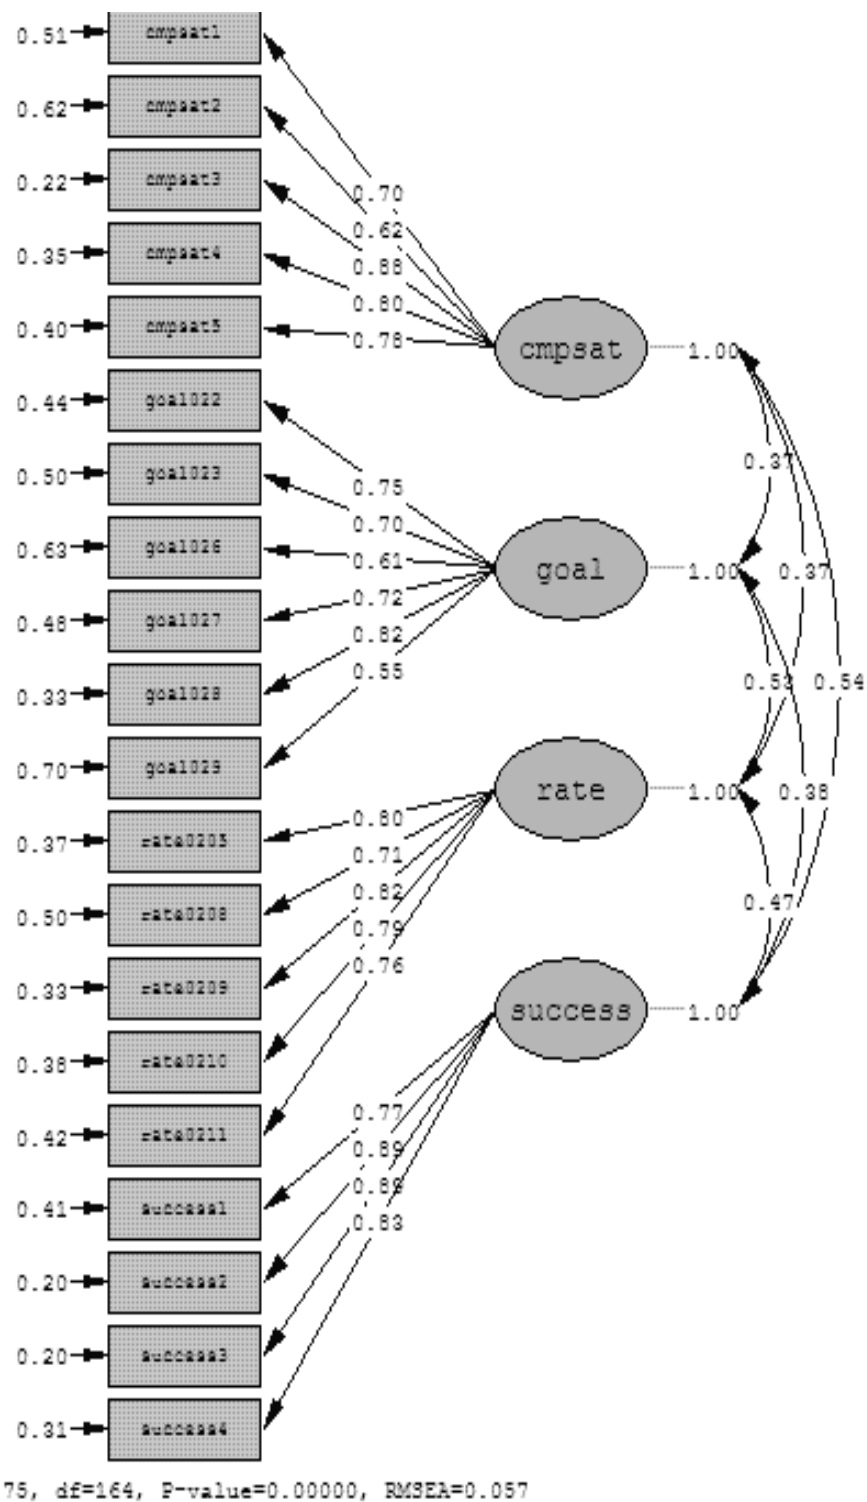 0.51 cmpsat1
0.62 cmpsat2
0.22 cmpsat3
0.70
0.62
0.35 cmpsat4
0.88
0.80
0.40 cmpsat5
0.78
cmpsat 1.00
0.44 goal022
0.37
0.50 goal023
0.75
0.70
0.63 goal026
0.61
goal 1.00 0.37
0.72
0.48 goal027
0.82
0.55
0.33 goal028
0.53 0.54
0.70 goal029
rate 1.00 0.38
0.80
0.37 rate0205
0.71
0.82
0.50 rate0208
0.47
0.79
0.76
0.33 rate0209
success 1.00
0.38 rate0210
0.77
0.42 rate0211
0.89
0.89
0.41 success1
0.83
0.20 success2
0.20 success3
0.31 success4
75, df=164, P-value=0.00000, RMSEA=0.057